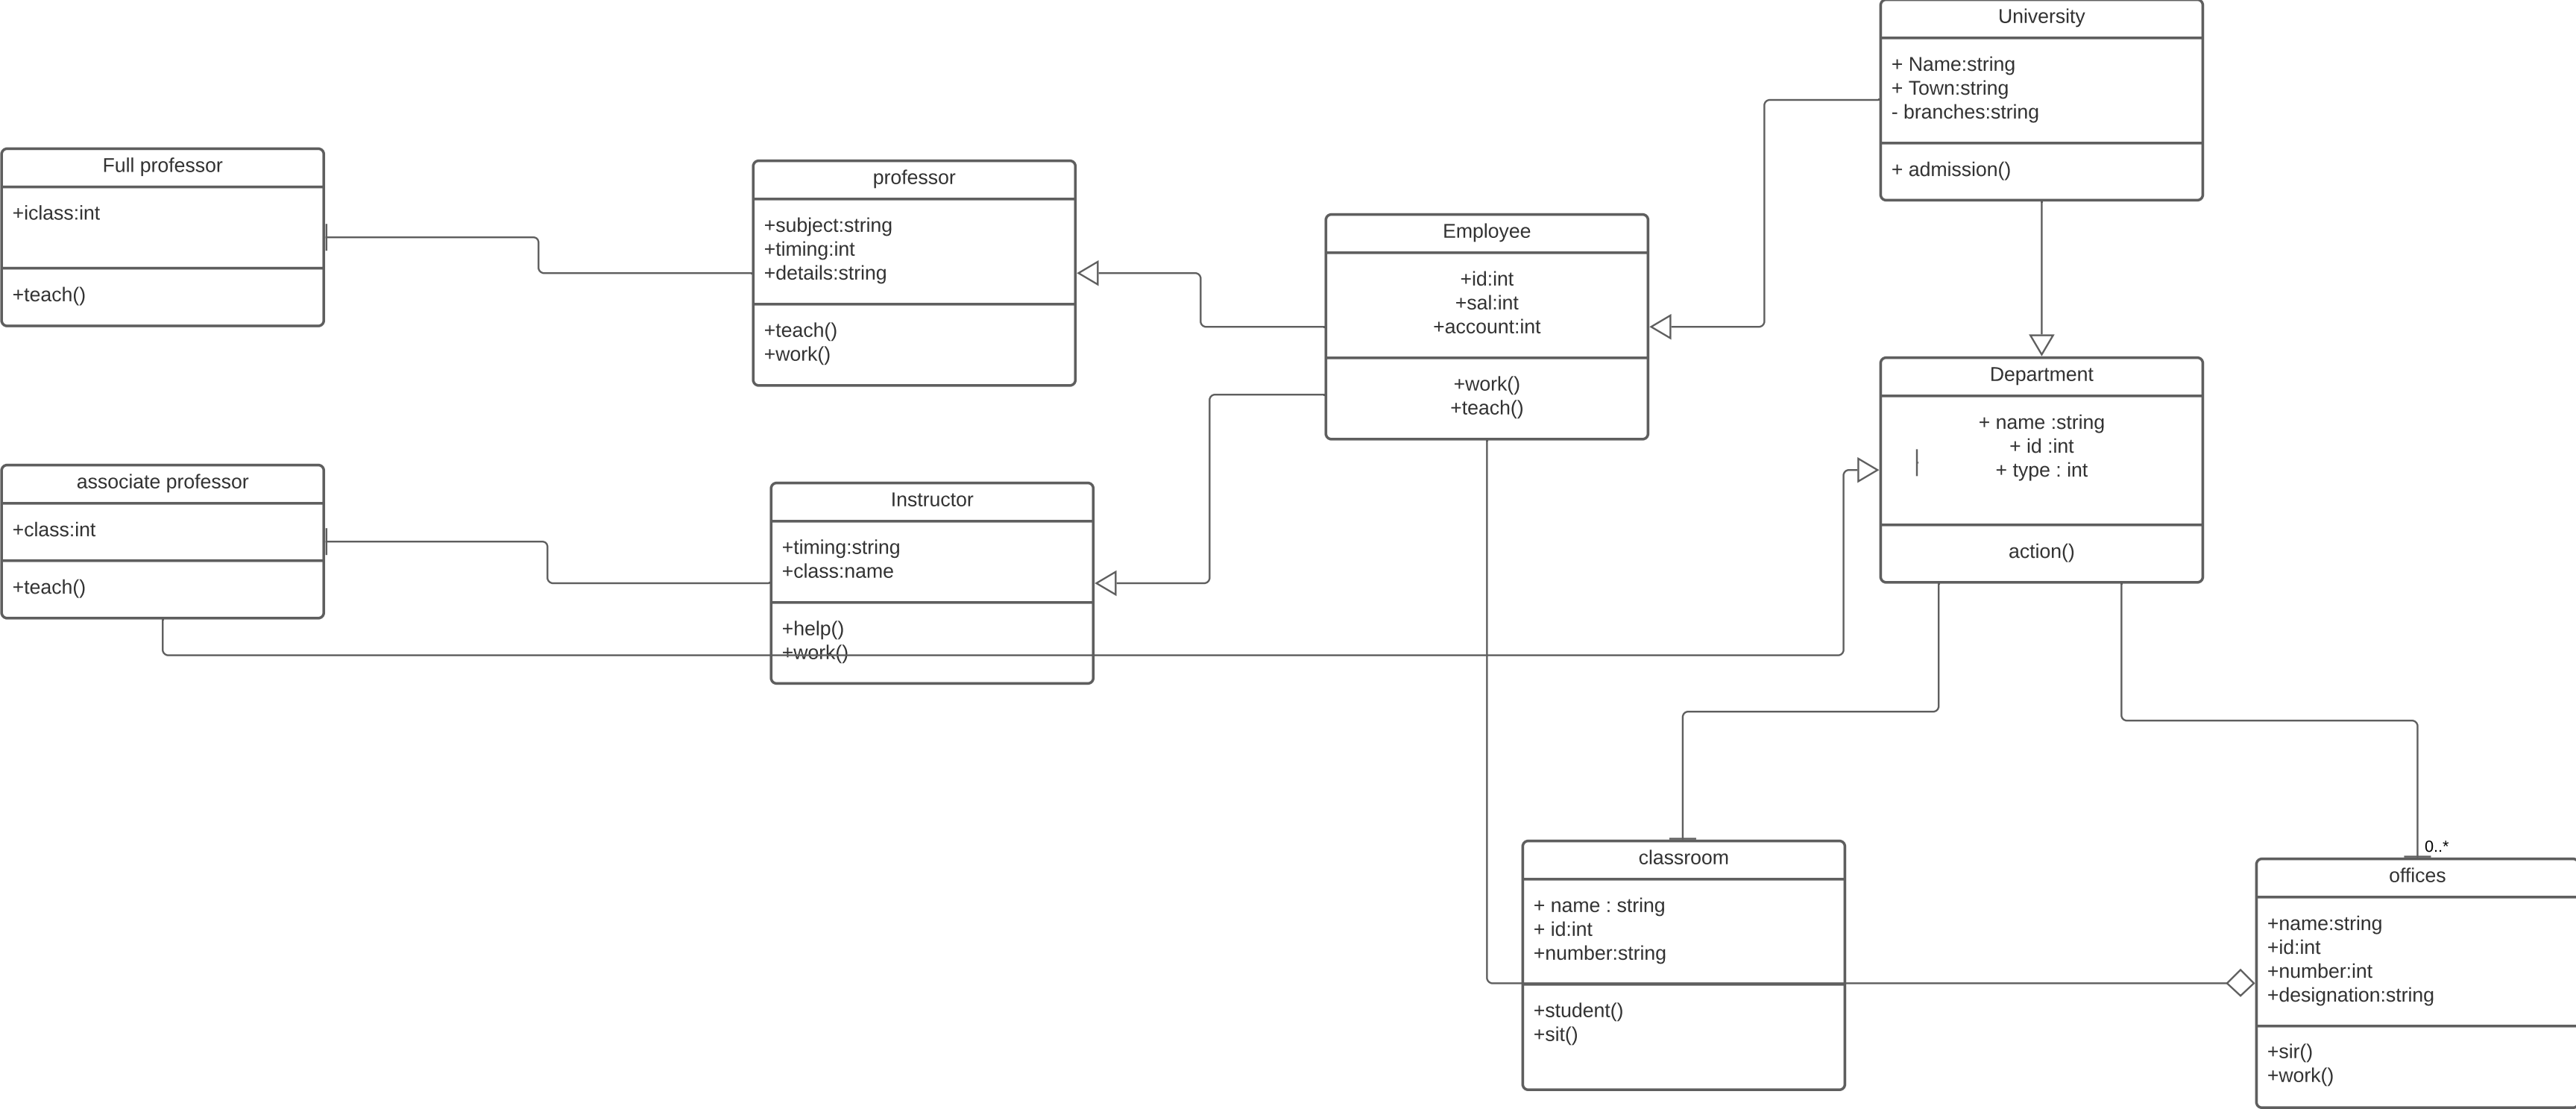 University
+ Name:string
+ Town:string
- branches:string
+ admission()
Full professor
+iclass:int
+teach()
professor
+subject:string
+timing:int
+details:string
+teach()
+work()
Employee
+id:int
+sal:int
+account:int
+work()
+teach()
Department
+ name :string
+ id :int
+ type : int
action()
associate professor
+class:int
+teach()
Instructor
+timing:string
+class:name
+help()
+work()
classroom
+ name : string
+ id:int
+number:string
+student()
+sit()
0..*
offices
+name:string
+id:int
+number:int
+designation:string
+sir()
+work()